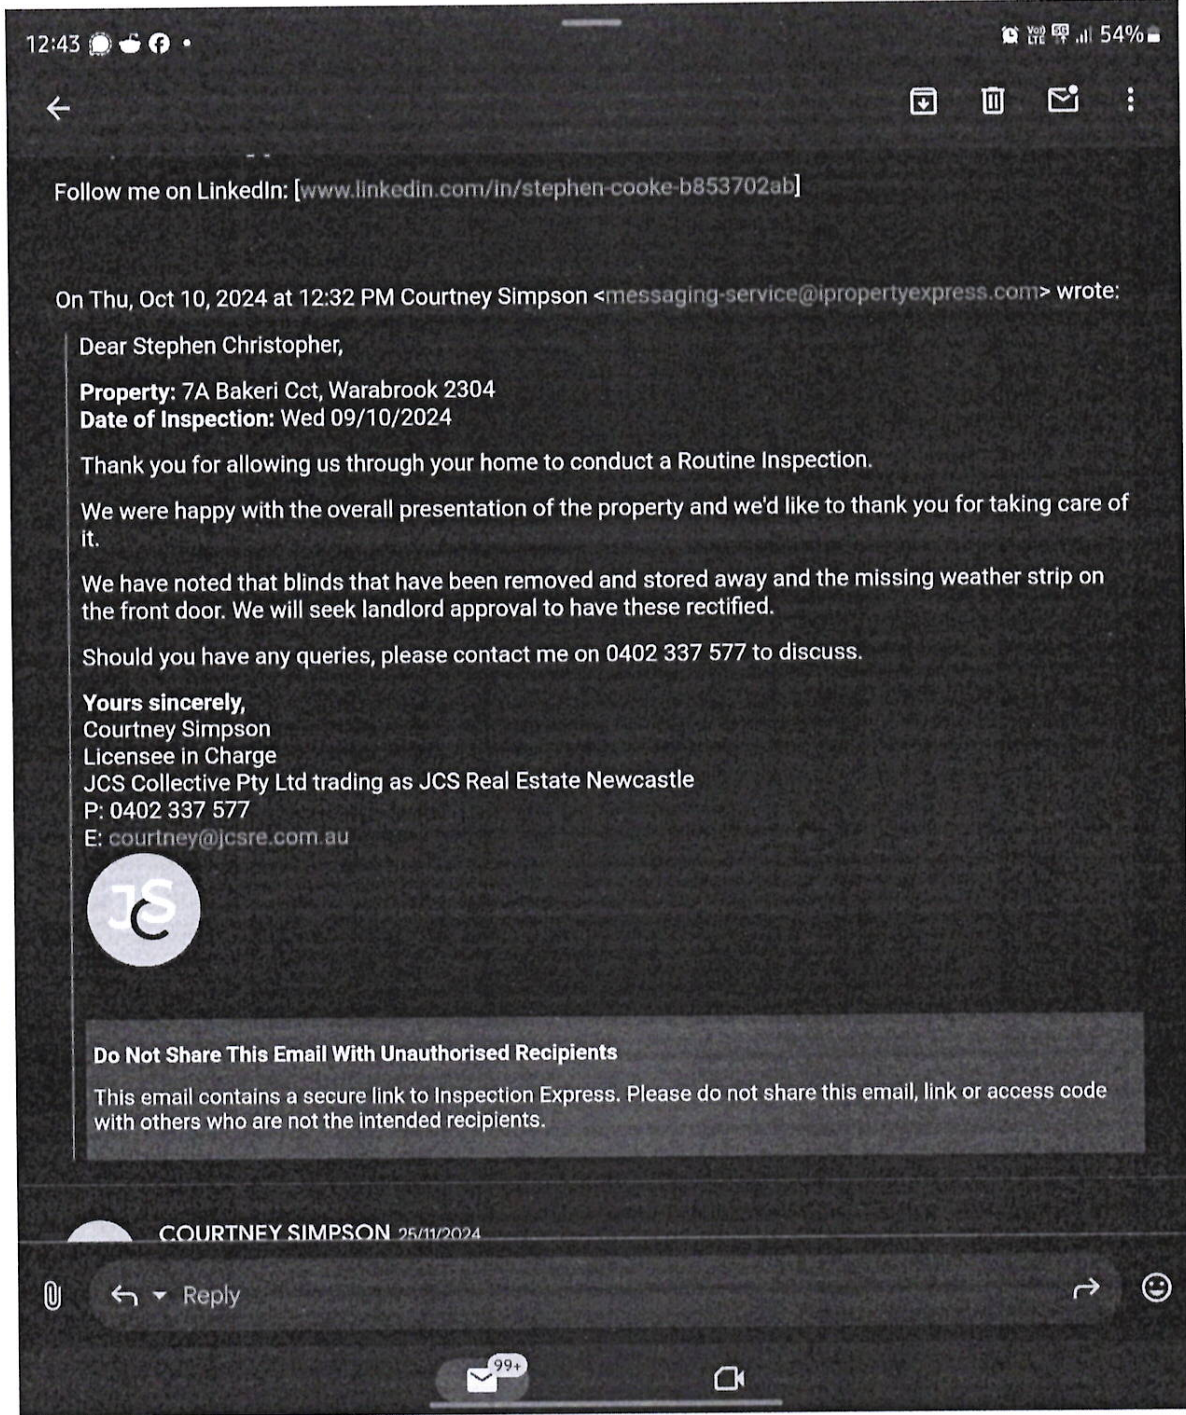 12:43
54%
Follow me on LinkedIn: [www.linkedin.com/in/stephen-cooke-b853702ab]
On Thu, Oct 10, 2024 at 12:32 PM Courtney Simpson <messaging-service@ipropertyexpress.com> wrote:
Dear Stephen Christopher,
Property: 7A Bakeri Cct, Warabrook 2304
Date of Inspection: Wed 09/10/2024
Thank you for allowing us through your home to conduct a Routine Inspection.
We were happy with the overall presentation of the property and we'd like to thank you for taking care of
it.
We have noted that blinds that have been removed and stored away and the missing weather strip on
the front door. We will seek landlord approval to have these rectified.
Should you have any queries, please contact me on 0402 337 577 to discuss.
Yours sincerely,
Courtney Simpson
Licensee in Charge
JCS Collective Pty Ltd trading as JCS Real Estate Newcastle
P: 0402 337 577
E: courtney@jcsre.com.au
JCS
Do Not Share This Email With Unauthorised Recipients
This email contains a secure link to Inspection Express. Please do not share this email, link or access code
with others who are not the intended recipients.
COURTNEY SIMPSON 25/11/2024
Reply
99+